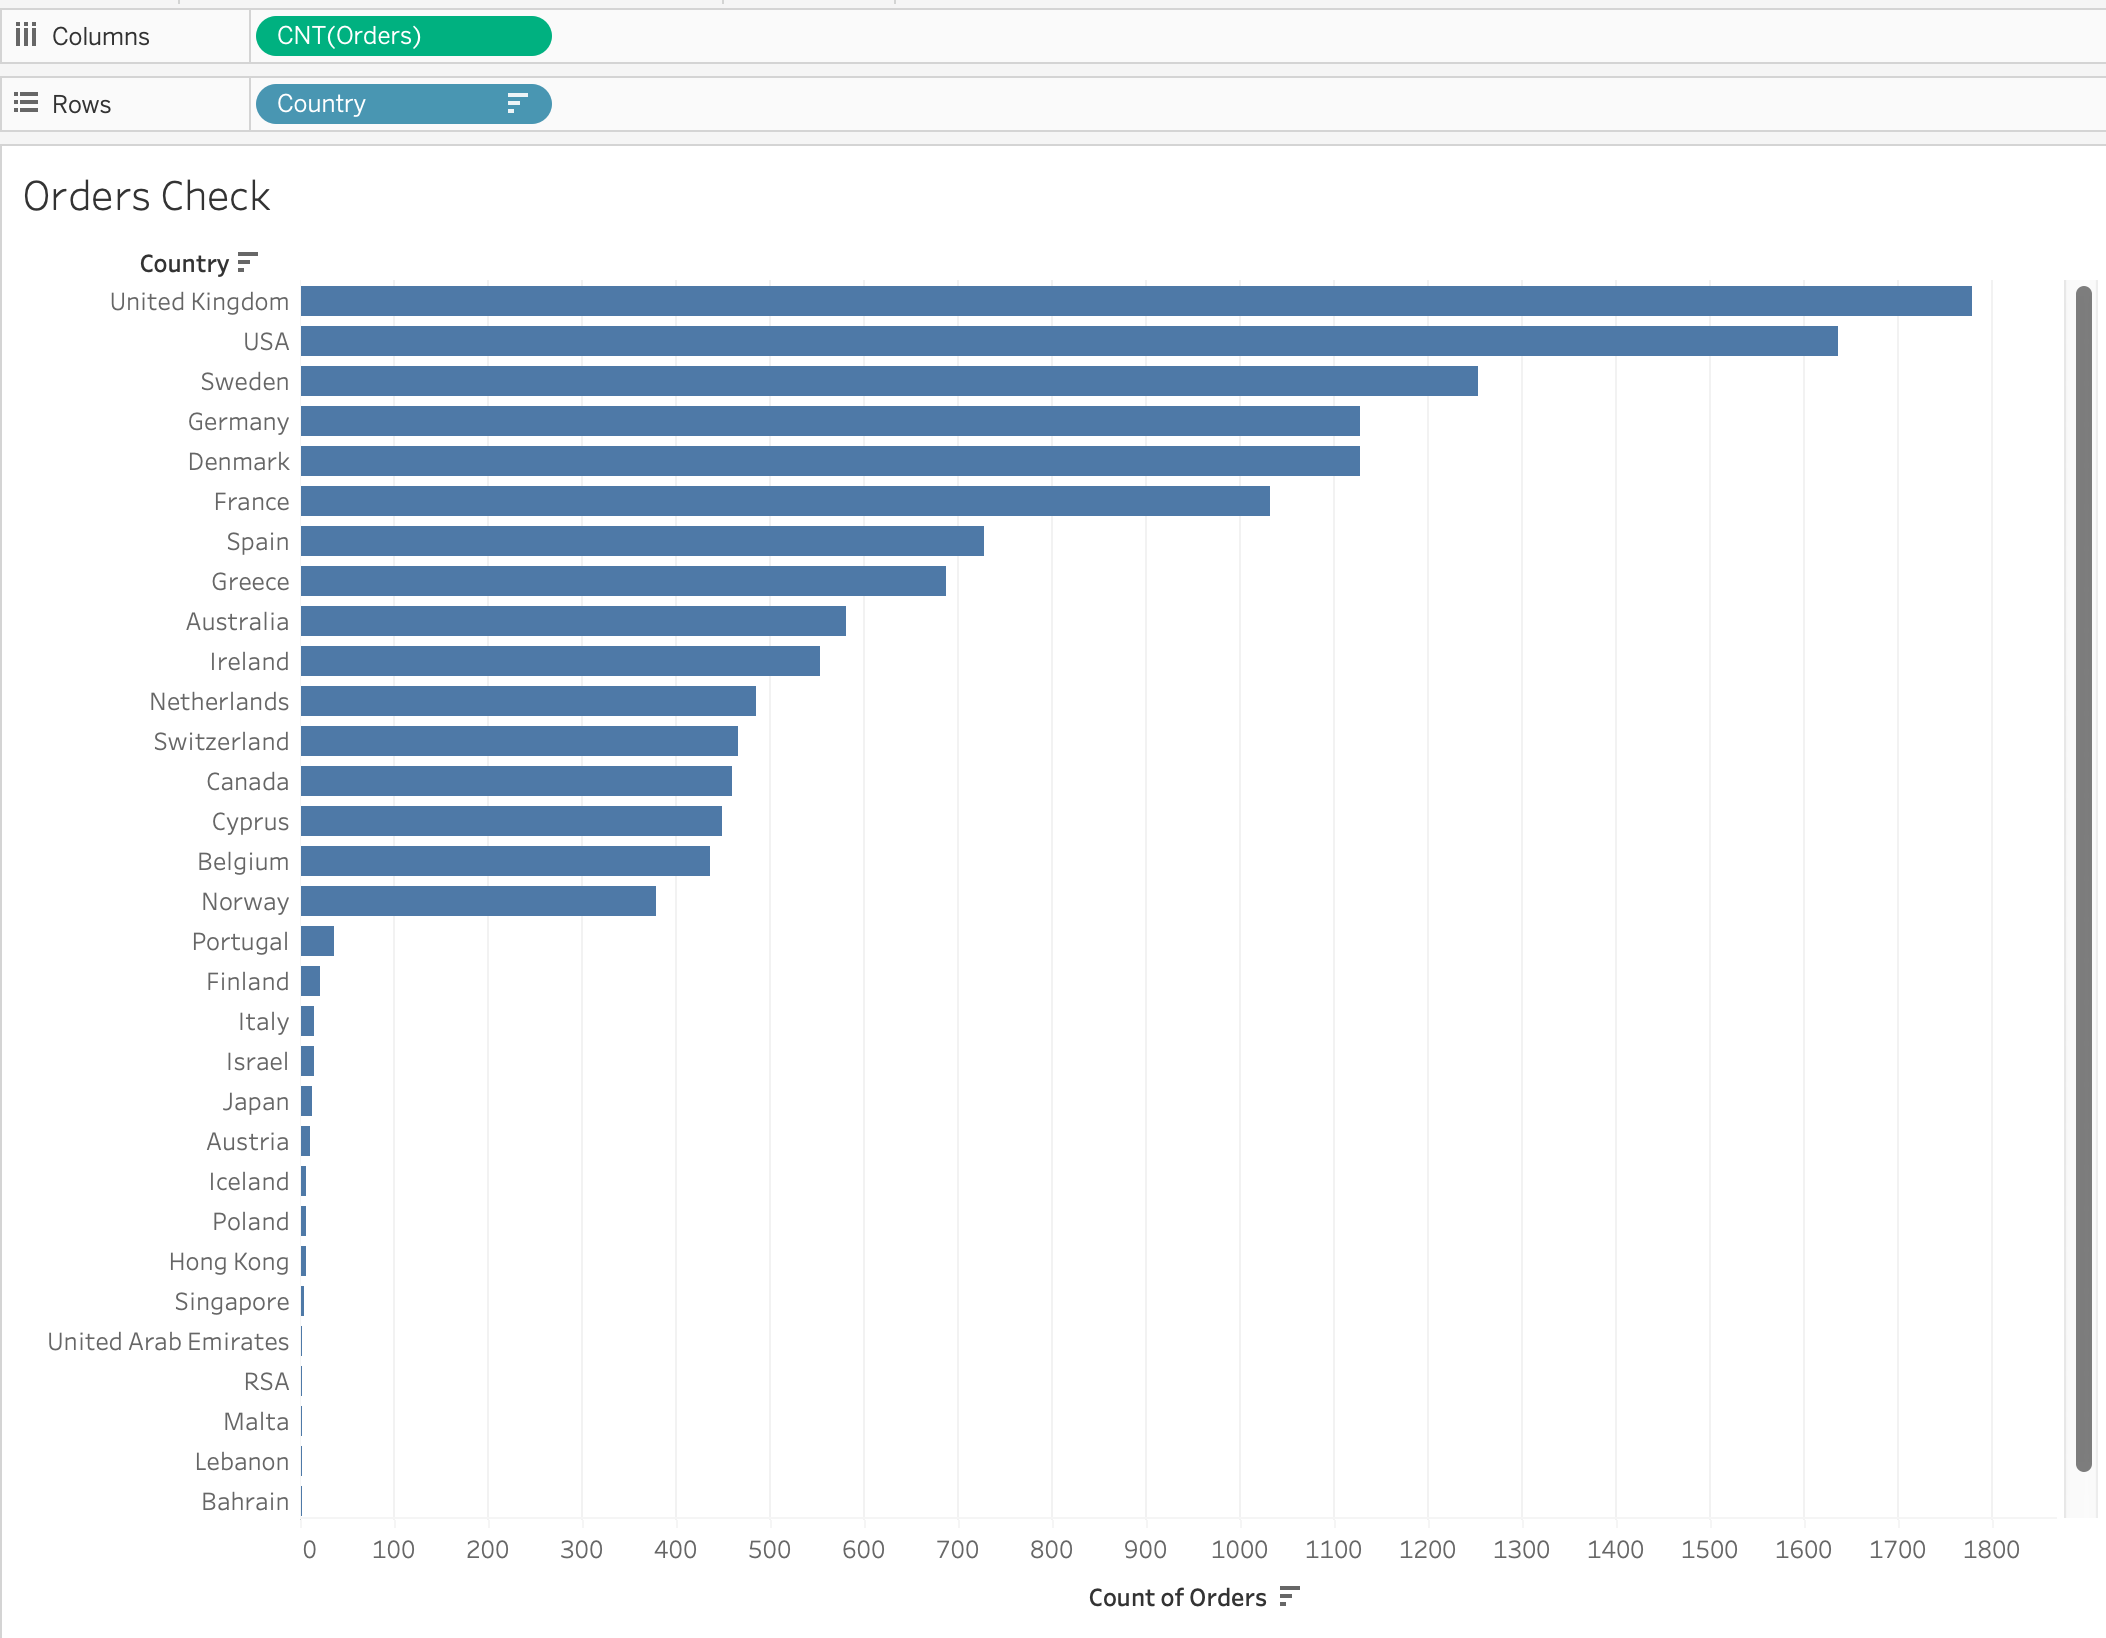 Columns
CNT(Orders)
Rows
Country
Orders Check
Country
United Kingdom
USA
Sweden
Germany
Denmark
France
Spain
Greece
Australia
Ireland
Netherlands
Switzerland
Canada
Cyprus
Belgium
Norway
Portugal
Finland
Italy
Israel
Japan
Austria
Iceland
Poland
Hong Kong
Singapore
United Arab Emirates
RSA
Malta
Lebanon
Bahrain
0 100 200 300 400 500 600 700 800 900 1000 1100 1200 1300 1400 1500 1600 1700 1800
Count of Orders